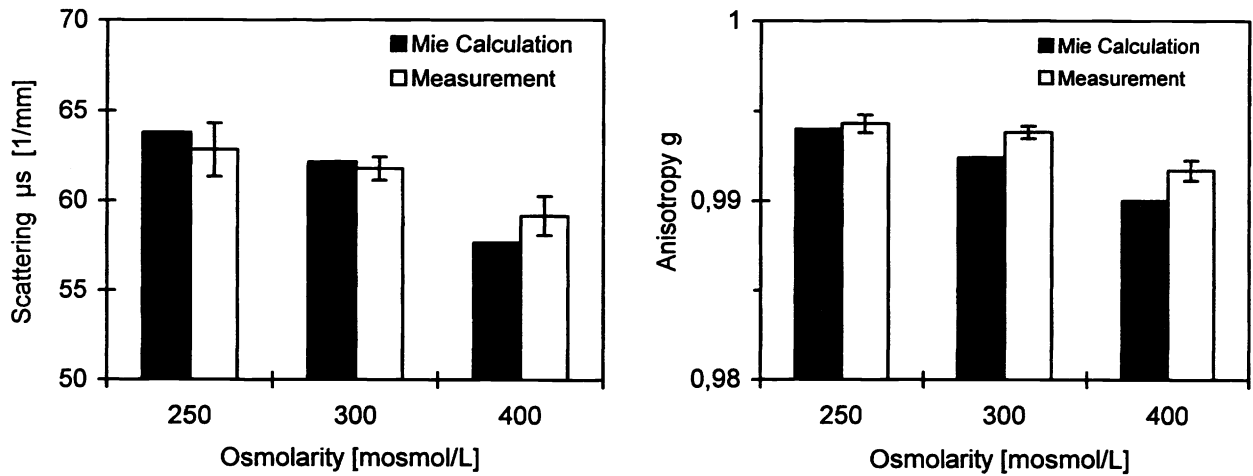 70
65
60
55
50
Scattering µs [1/mm]
Mie Calculation
Measurement
250
300
400
Osmolarity [mosmol/L]
1
0,99
0,98
Anisotropy g
Mie Calculation
Measurement
250
300
400
Osmolarity [mosmol/L]